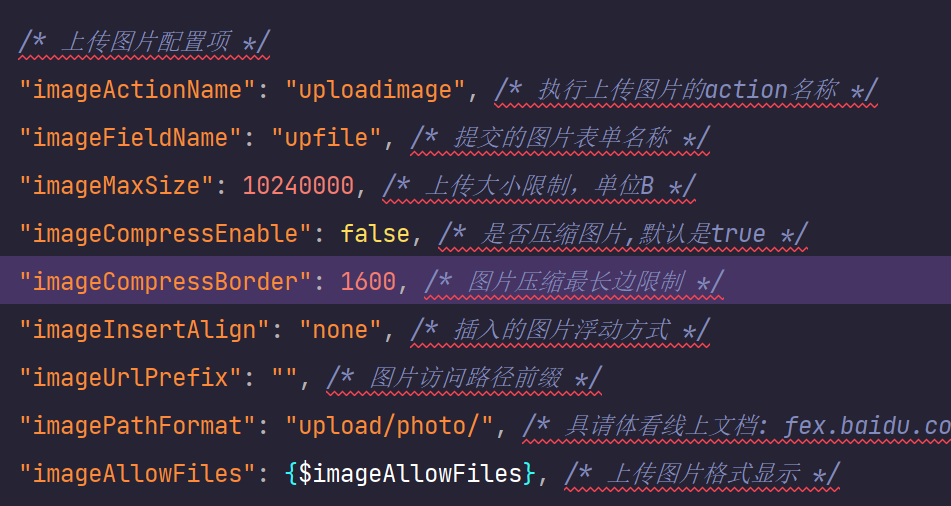 /* 上传图片配置项 */
"imageActionName": "uploadimage", /* 执行上传图片的action名称 */
"imageFieldName": "upfile", /* 提交的图片表单名称 */
"imageMaxSize": 10240000, /* 上传大小限制，单位B */
"imageCompressEnable": false, /* 是否压缩图片,默认是true */
"imageCompressBorder": 1600, /* 图片压缩最长边限制 */
"imageInsertAlign": "none", /* 插入的图片浮动方式 */
"imageUrlPrefix": "", /* 图片访问路径前缀 */
"imagePathFormat": "upload/photo/", /* 具请体看线上文档: fex.baidu.co
"imageAllowFiles": {$imageAllowFiles}, /* 上传图片格式显示 */